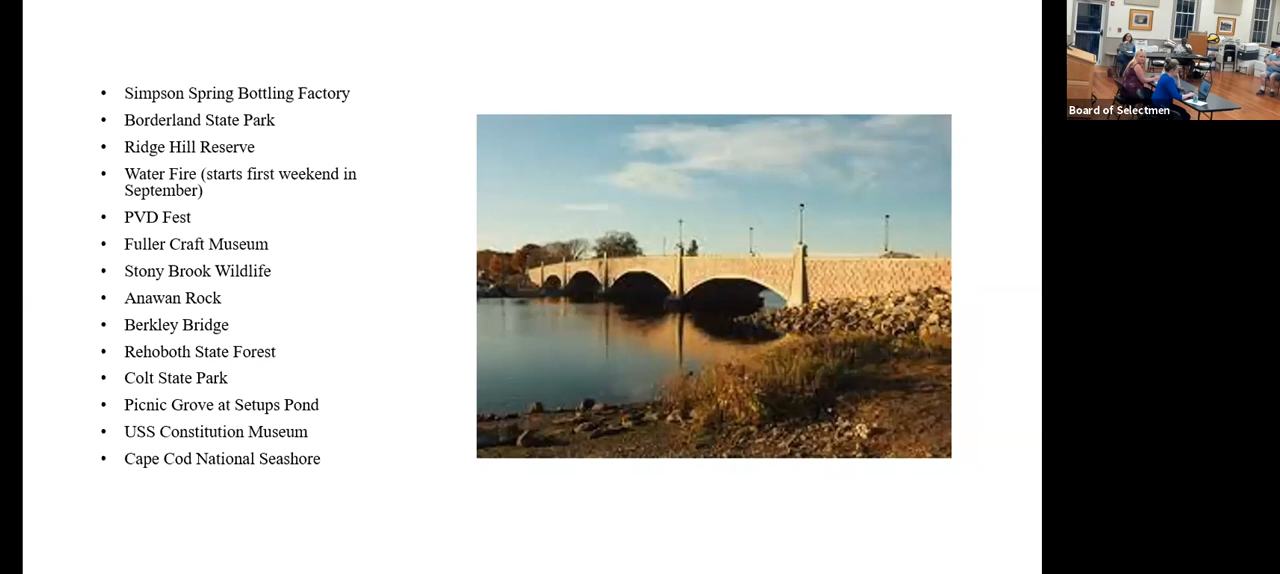 • Simpson Spring Bottling Factory
• Borderland State Park
• Ridge Hill Reserve
• Water Fire (starts first weekend in
September)
• PVD Fest
• Fuller Craft Museum
• Stony Brook Wildlife
• Anawan Rock
• Berkley Bridge
• Rehoboth State Forest
• Colt State Park
• Picnic Grove at Setups Pond
• USS Constitution Museum
• Cape Cod National Seashore
Board of Selectmen